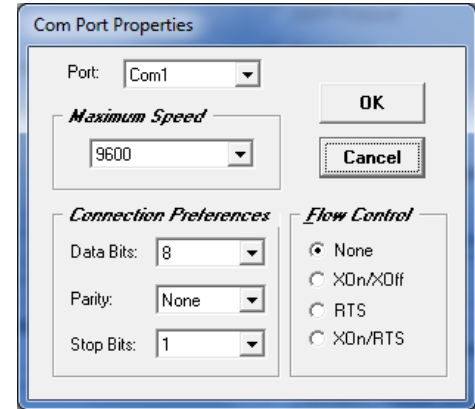 Com Port Properties
Port: Com1
OK
Maximum Speed
9600
Cancel
Connection Preferences
Data Bits: 8
Parity: None
Stop Bits: 1
Flow Control
None
XOn/XOff
RTS
XOn/RTS